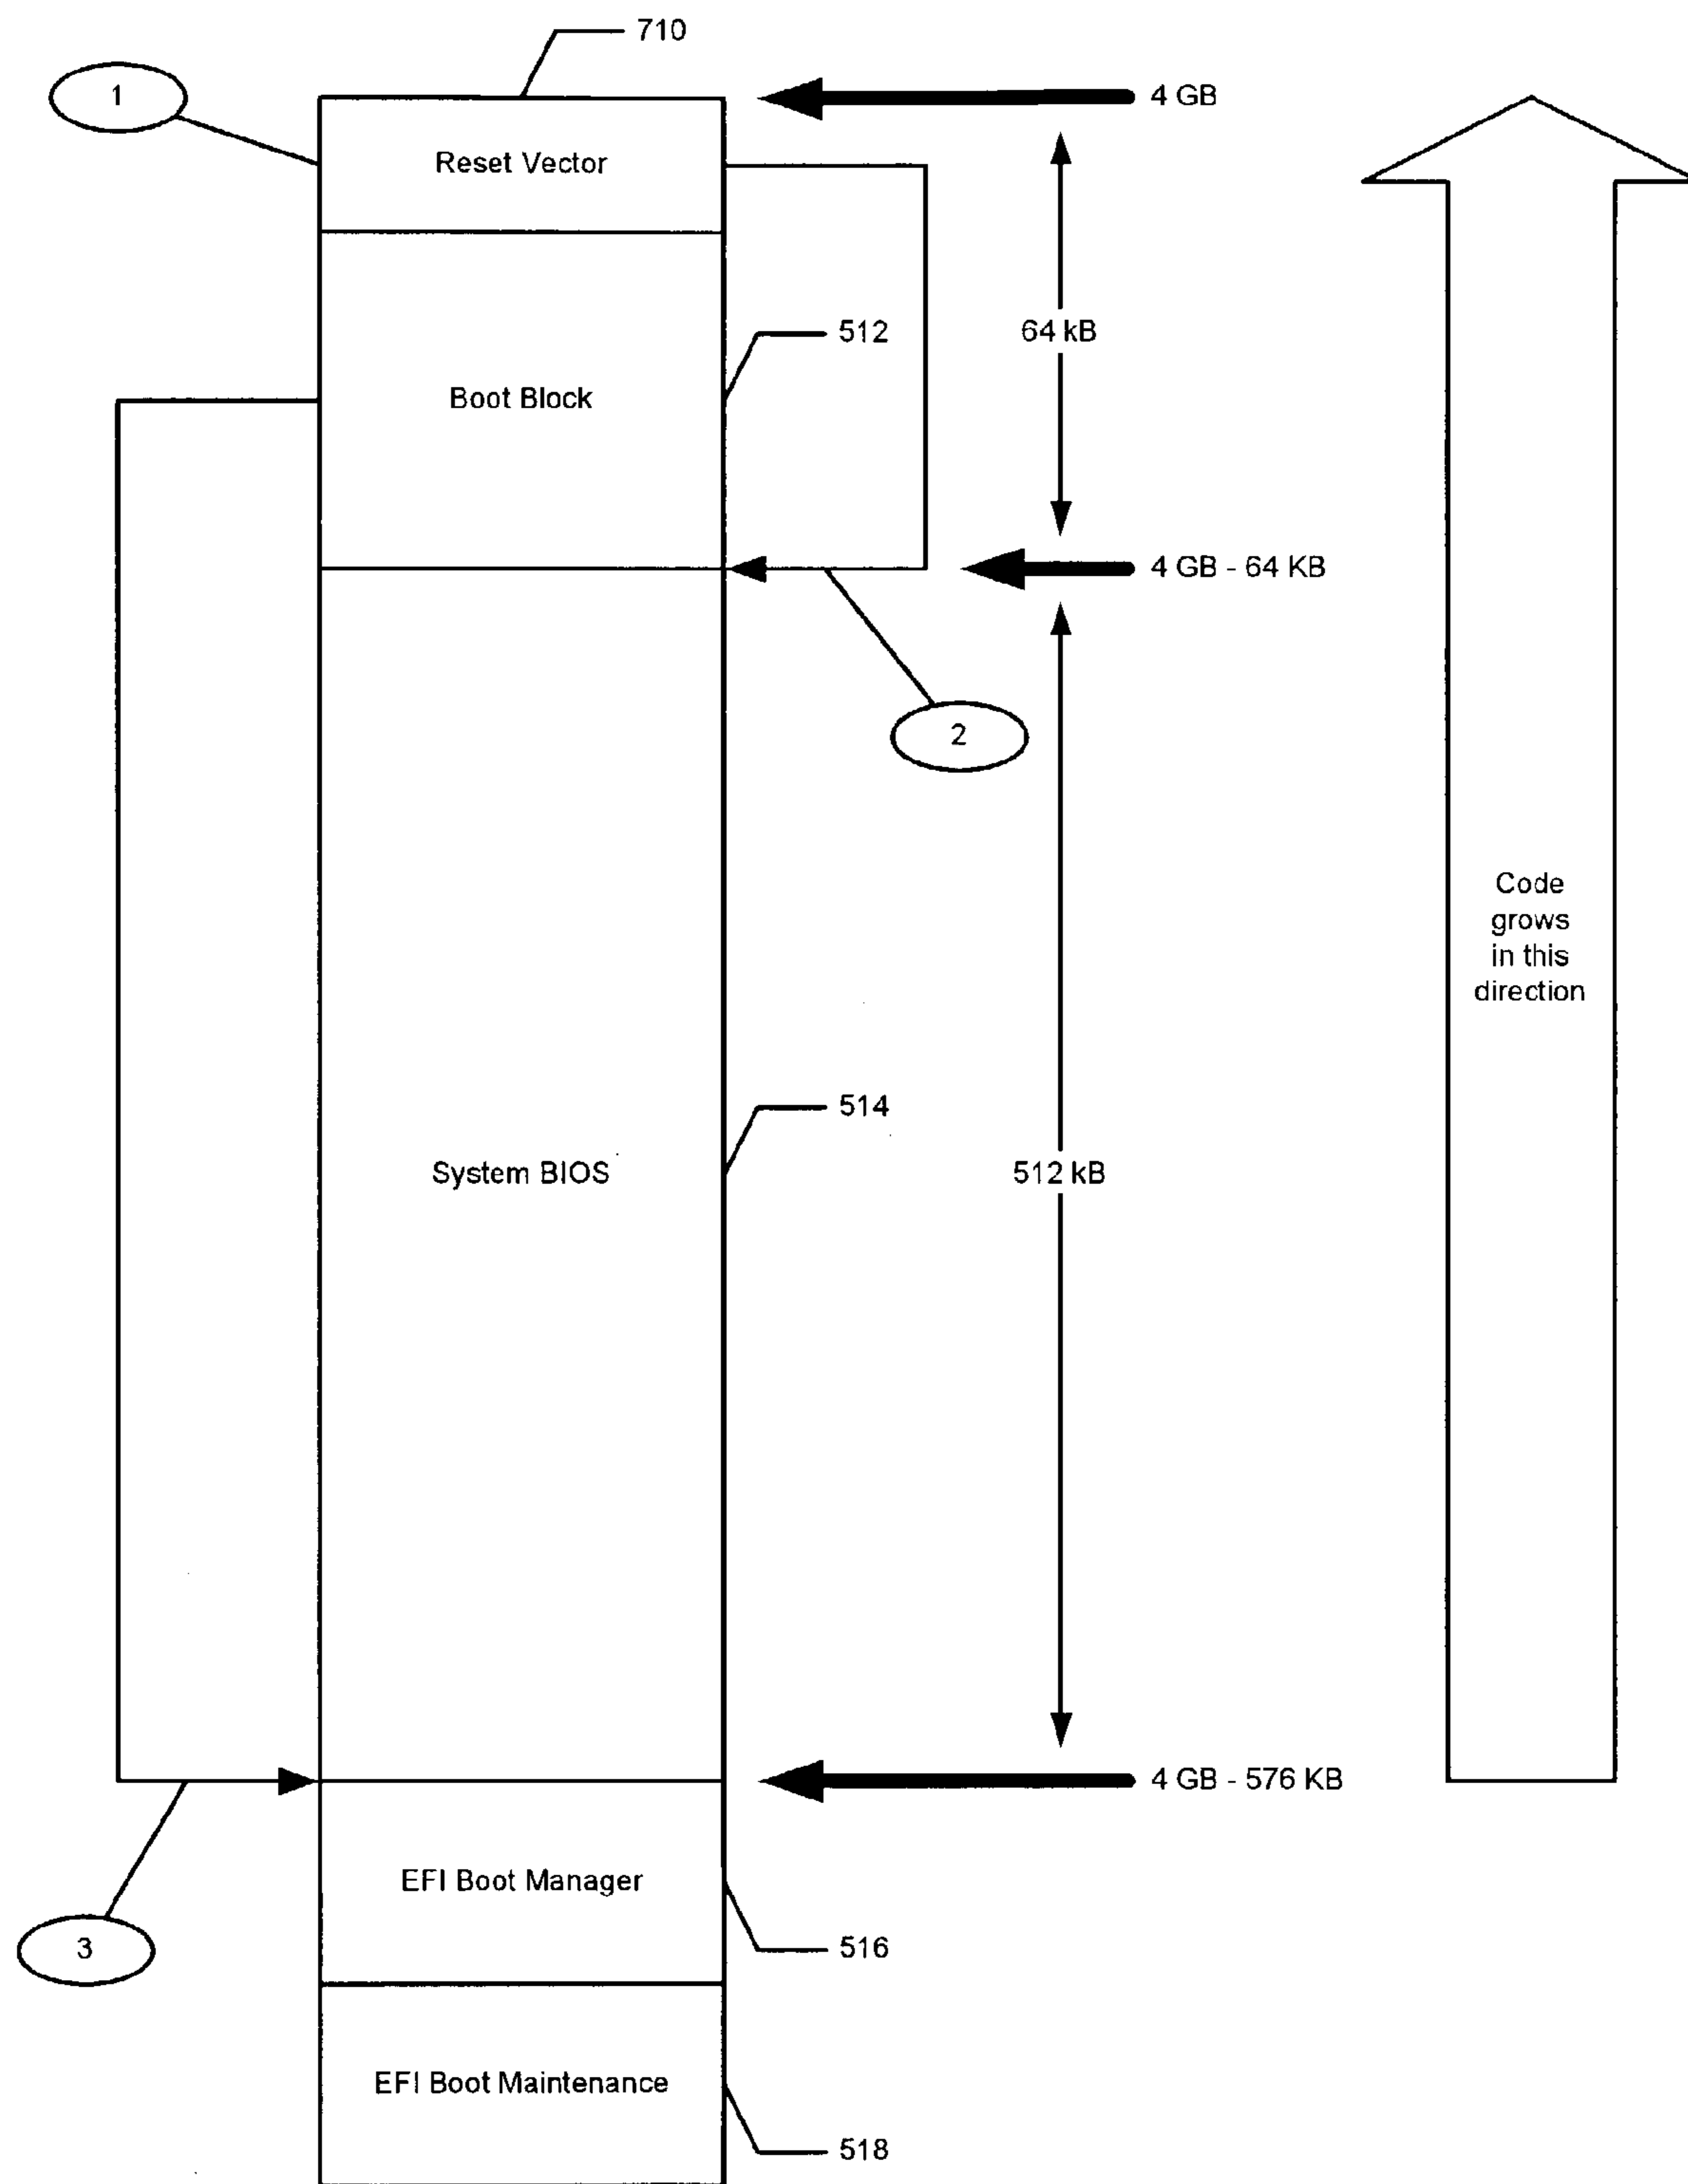 710
1
4 GB
Reset Vector
64 kB
512
Boot Block
4 GB - 64 KB
2
Code
grows
in this
direction
514
System BIOS
512 kB
4 GB - 576 KB
EFI Boot Manager
3
516
EFI Boot Maintenance
518